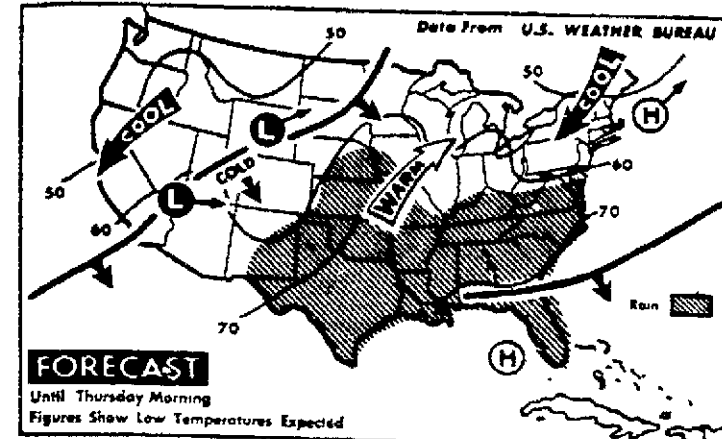 Data From U.S. WEATHER BUREAU
50
50
COOL
COOL
H
L
COLD
WARM
50
60
L
60
70
70
Rain
H
FORECAST
Until Thursday Morning
Figures Show Low Temperatures Expected